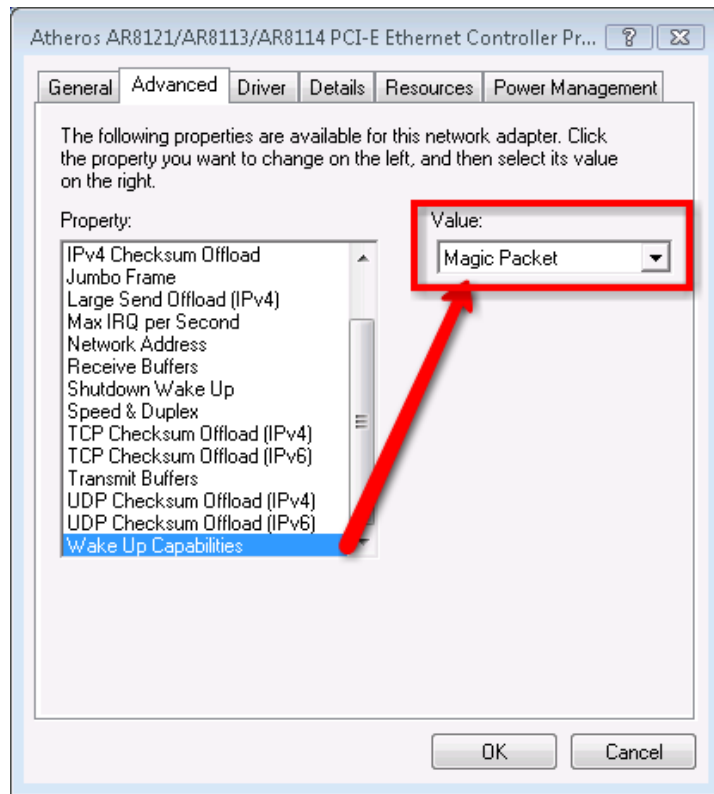 Atheros AR8121/AR8113/AR8114 PCI-E Ethernet Controller Pr...
General Advanced Driver Details Resources Power Management
The following properties are available for this network adapter. Click
the property you want to change on the left, and then select its value
on the right.
Property:
Value:
IPv4 Checksum Offload
Magic Packet
Jumbo Frame
Large Send Offload (IPv4)
Max IRQ per Second
Network Address
Receive Buffers
Shutdown Wake Up
Speed & Duplex
TCP Checksum Offload (IPv4)
TCP Checksum Offload (IPv6)
Transmit Buffers
UDP Checksum Offload (IPv4)
UDP Checksum Offload (IPv6)
Wake Up Capabilities
OK Cancel